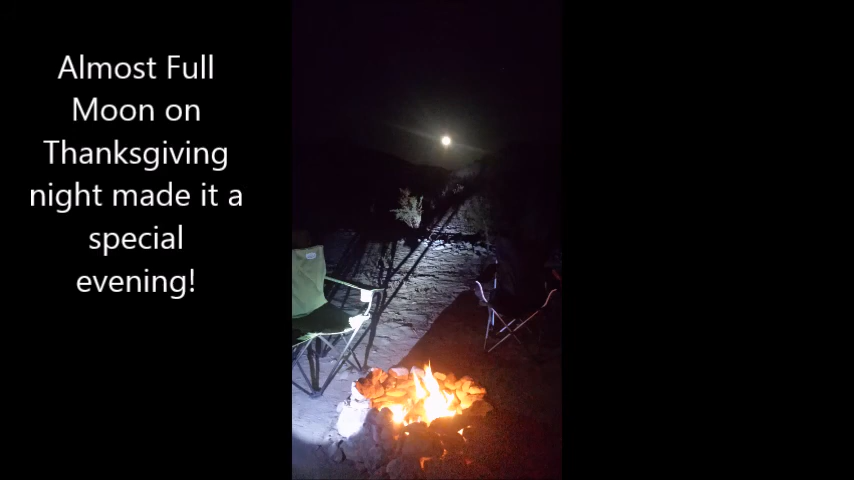 Almost Full
Moon on
Thanksgiving
night made it a
special
evening!